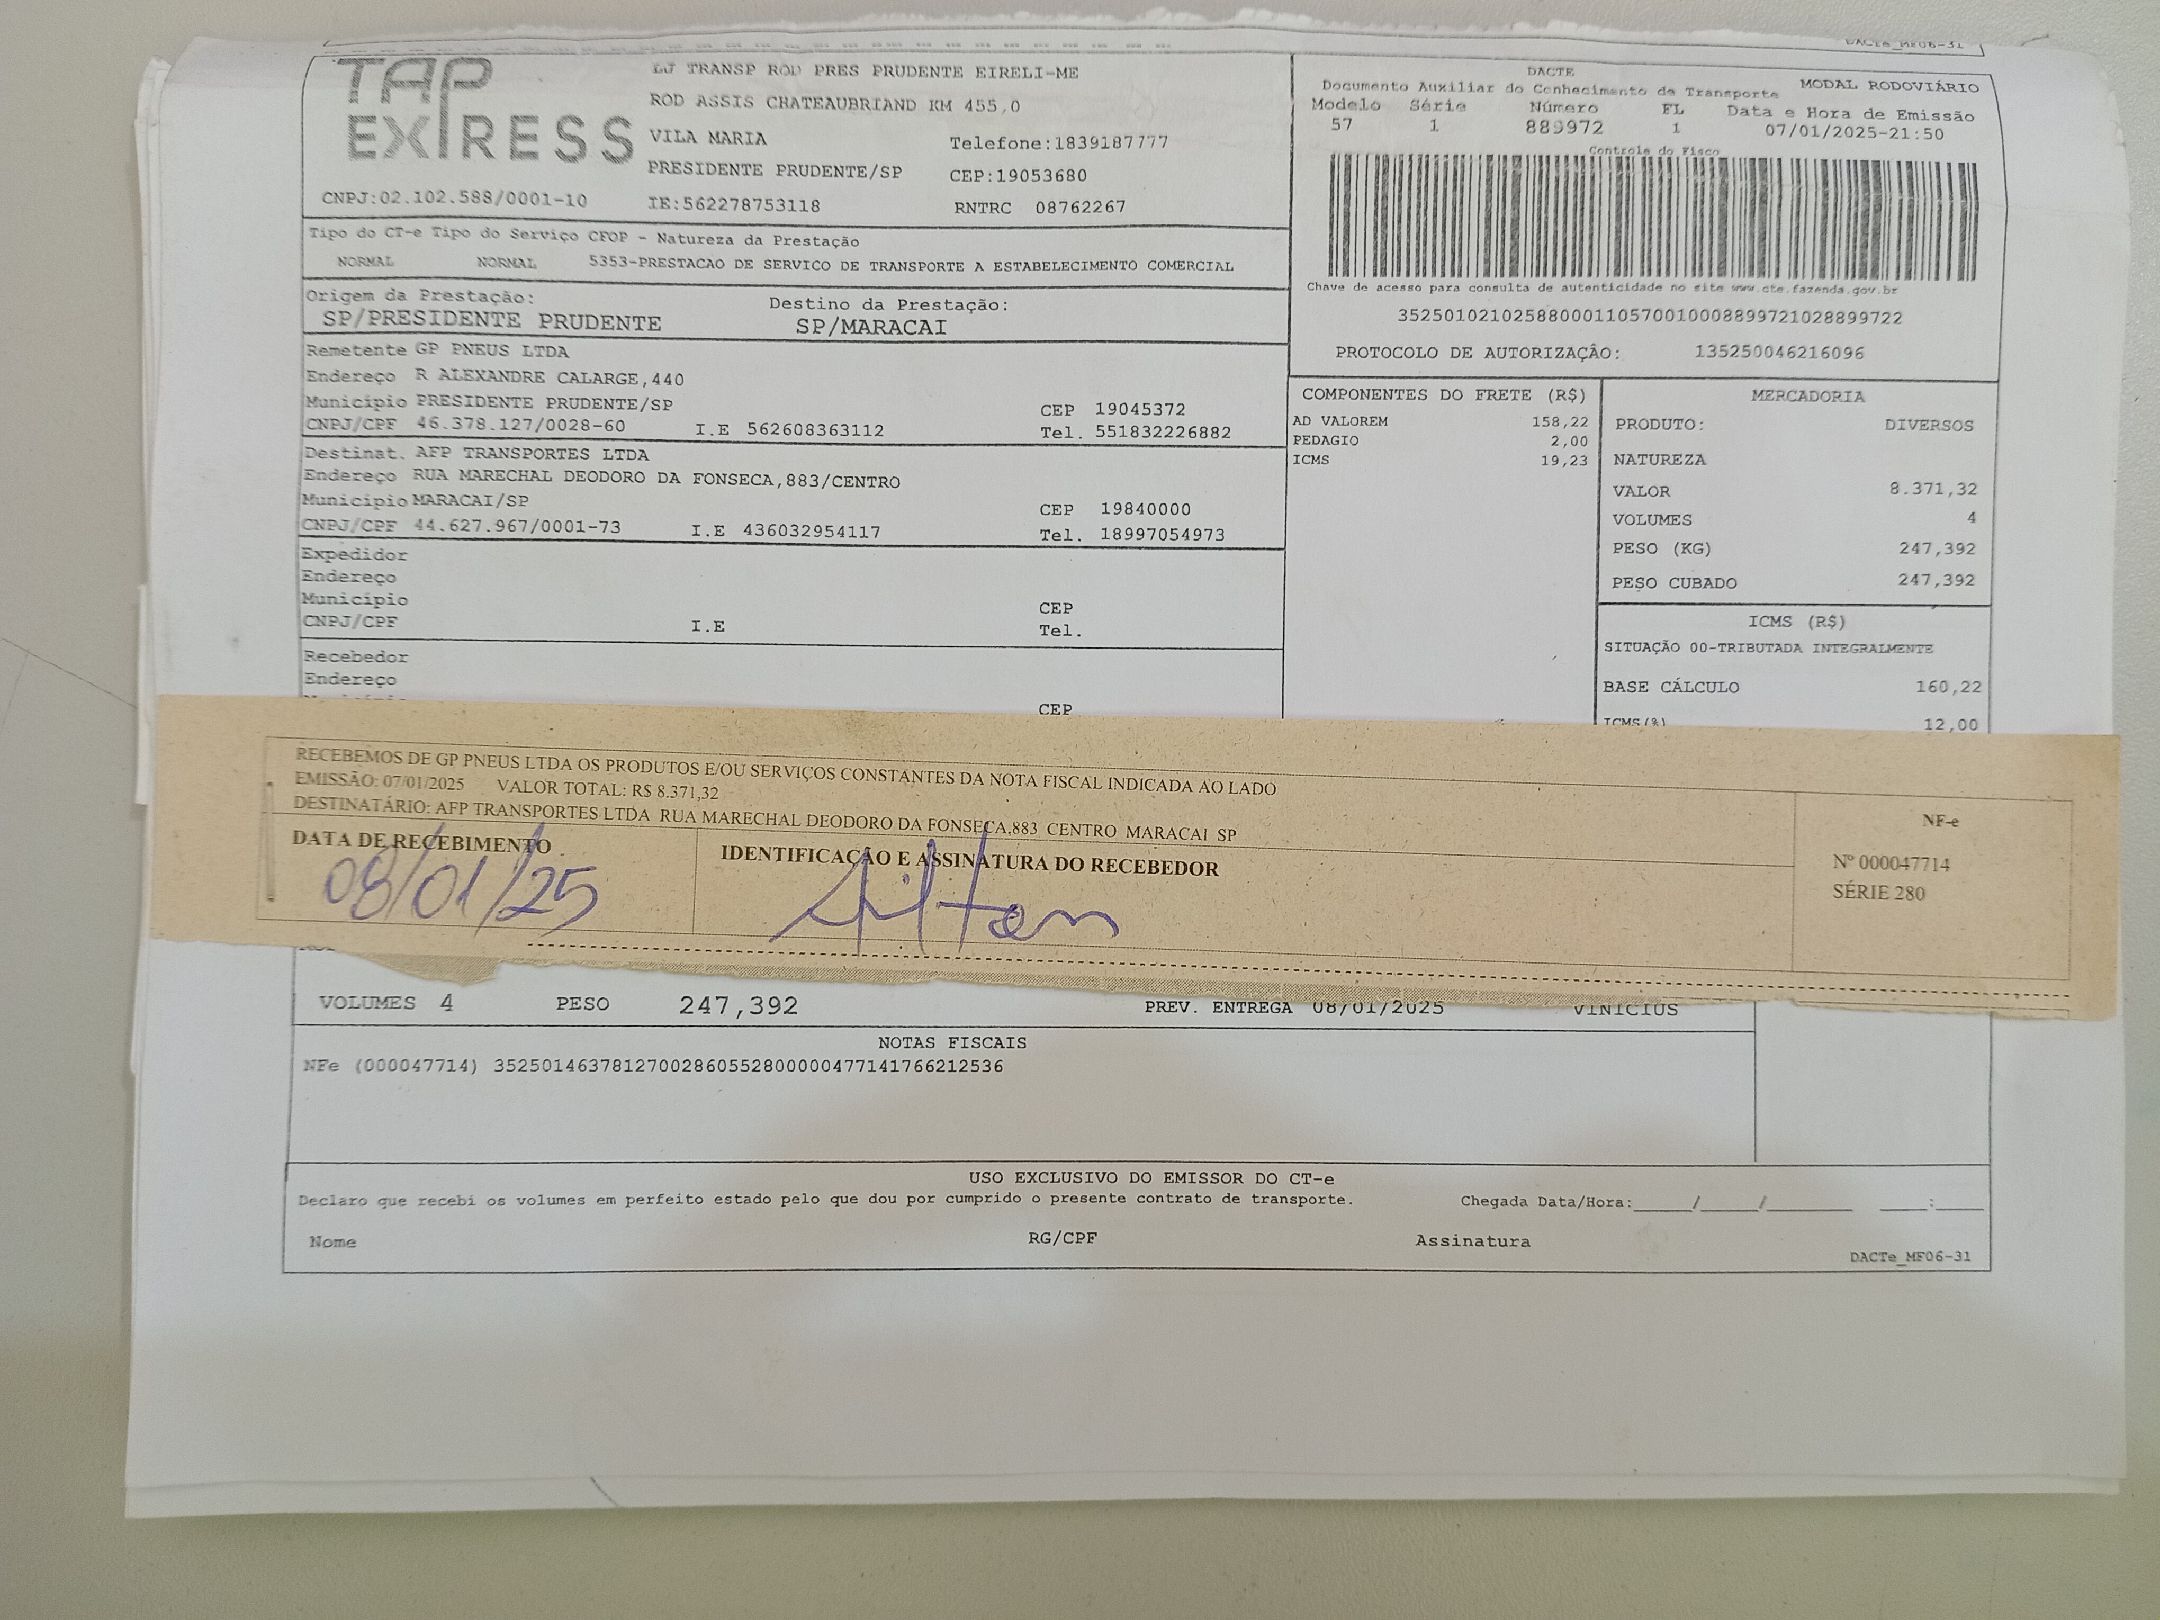 DACTe_MF06-31
TAP EXPRESS
LJ TRANSP ROD PRES PRUDENTE EIRELI-ME
ROD ASSIS CHATEAUBRIAND KM 455,0
VILA MARIA Telefone:1839187777
PRESIDENTE PRUDENTE/SP CEP:19053680
CNPJ:02.102.588/0001-10 IE:562278753118 RNTRC 08762267
DACTE
Documento Auxiliar do Conhecimento de Transporte MODAL RODOVIÁRIO
Modelo Série Número FL Data e Hora de Emissão
57 1 889972 1 07/01/2025-21:50
Controle do Fisco
Chave de acesso para consulta de autenticidade no site www.cte.fazenda.gov.br
35250102102588000110570010008899721028899722
PROTOCOLO DE AUTORIZAÇÃO: 135250046216096
Tipo do CT-e Tipo do Serviço CFOP - Natureza da Prestação
NORMAL NORMAL 5353-PRESTACAO DE SERVICO DE TRANSPORTE A ESTABELECIMENTO COMERCIAL
Origem da Prestação: Destino da Prestação:
SP/PRESIDENTE PRUDENTE SP/MARACAI
Remetente GP PNEUS LTDA
Endereço R ALEXANDRE CALARGE,440
Município PRESIDENTE PRUDENTE/SP CEP 19045372
CNPJ/CPF 46.378.127/0028-60 I.E 562608363112 Tel. 551832226882
Destinat. AFP TRANSPORTES LTDA
Endereço RUA MARECHAL DEODORO DA FONSECA,883/CENTRO
Município MARACAI/SP CEP 19840000
CNPJ/CPF 44.627.967/0001-73 I.E 436032954117 Tel. 18997054973
Expedidor
Endereço
Município CEP
CNPJ/CPF I.E Tel.
Recebedor
Endereço
CEP
COMPONENTES DO FRETE (R$)
AD VALOREM 158,22
PEDAGIO 2,00
ICMS 19,23
MERCADORIA
PRODUTO: DIVERSOS
NATUREZA
VALOR 8.371,32
VOLUMES 4
PESO (KG) 247,392
PESO CUBADO 247,392
ICMS (R$)
SITUAÇÃO 00-TRIBUTADA INTEGRALMENTE
BASE CÁLCULO 160,22
ICMS(%) 12,00
RECEBEMOS DE GP PNEUS LTDA OS PRODUTOS E/OU SERVIÇOS CONSTANTES DA NOTA FISCAL INDICADA AO LADO
EMISSÃO: 07/01/2025 VALOR TOTAL: R$ 8.371,32
DESTINATÁRIO: AFP TRANSPORTES LTDA RUA MARECHAL DEODORO DA FONSECA,883 CENTRO MARACAI SP
DATA DE RECEBIMENTO IDENTIFICAÇÃO E ASSINATURA DO RECEBEDOR
08/01/25
NF-e
Nº 000047714
SÉRIE 280
VOLUMES 4 PESO 247,392 PREV. ENTREGA 08/01/2025 VINICIUS
NOTAS FISCAIS
NFe (000047714) 35250146378127002860552800000477141766212536
USO EXCLUSIVO DO EMISSOR DO CT-e
Declaro que recebi os volumes em perfeito estado pelo que dou por cumprido o presente contrato de transporte. Chegada Data/Hora:_____/_____/_______ ____:____
Nome RG/CPF Assinatura
DACTe_MF06-31